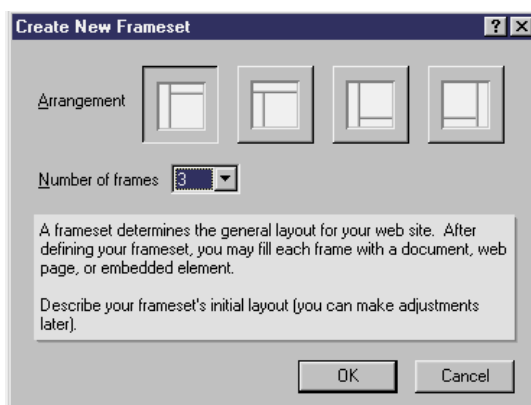 Create New Frameset
Arrangement
Number of frames 3
A frameset determines the general layout for your web site. After
defining your frameset, you may fill each frame with a document, web
page, or embedded element.
Describe your frameset's initial layout (you can make adjustments
later).
OK Cancel